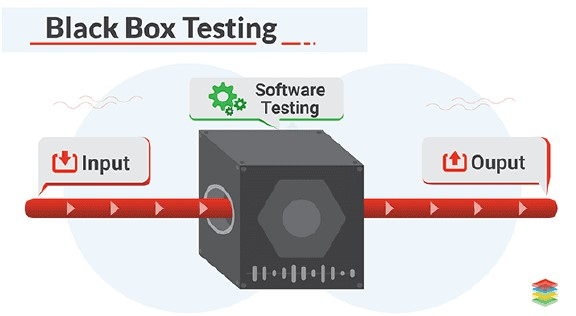 Black Box Testing
Software
Testing
Input
Ouput